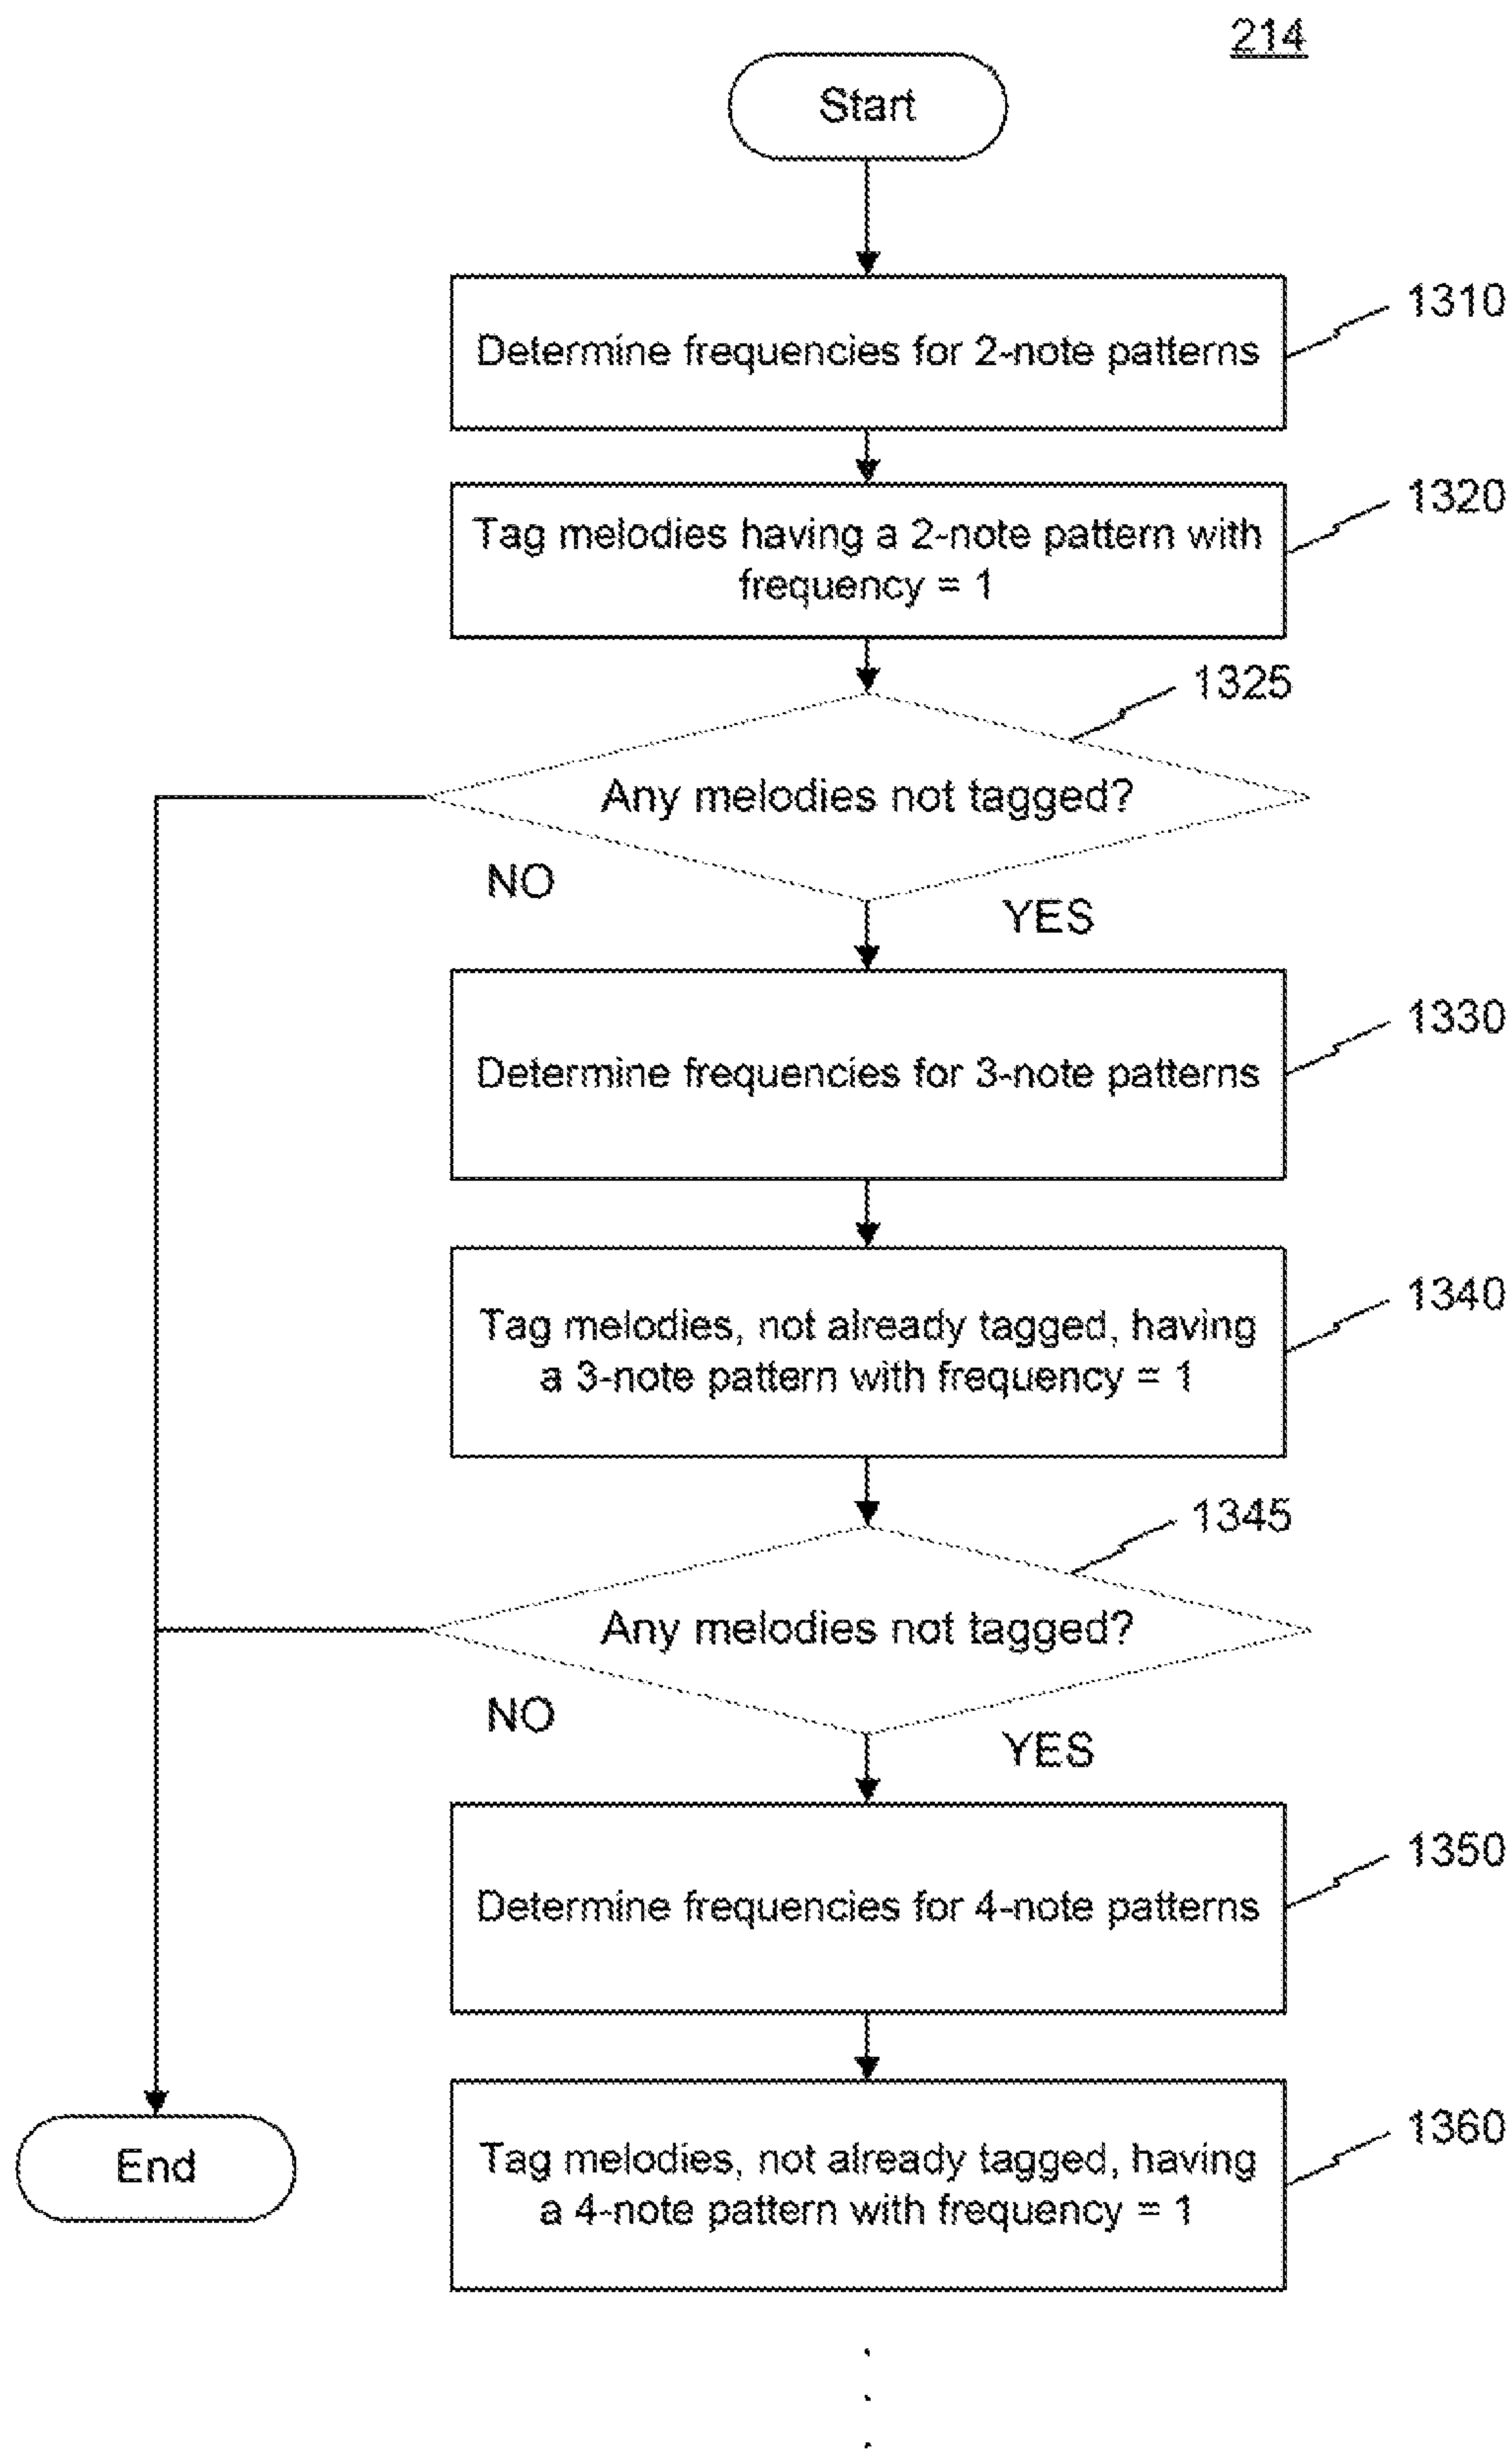 214
Start
1310
Determine frequencies for 2-note patterns
1320
Tag melodies having a 2-note pattern with
frequency = 1
1325
Any melodies not tagged?
NO
YES
1330
Determine frequencies for 3-note patterns
1340
Tag melodies, not already tagged, having
a 3-note pattern with frequency = 1
1345
Any melodies not tagged?
NO
YES
1350
Determine frequencies for 4-note patterns
1360
Tag melodies, not already tagged, having
a 4-note pattern with frequency = 1
End